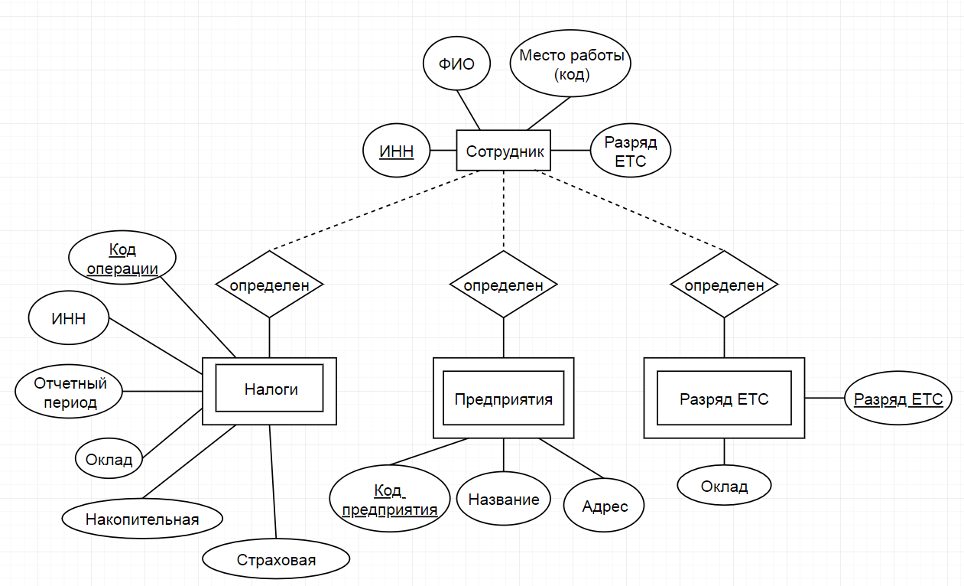 ФИО
Место работы
(код)
ИНН
Сотрудник
Разряд
ЕТС
Код
операции
определен
определен
определен
ИНН
Отчетный
период
Налоги
Предприятия
Разряд ЕТС
Разряд ЕТС
Оклад
Накопительная
Страховая
Код
предприятия
Название
Адрес
Оклад